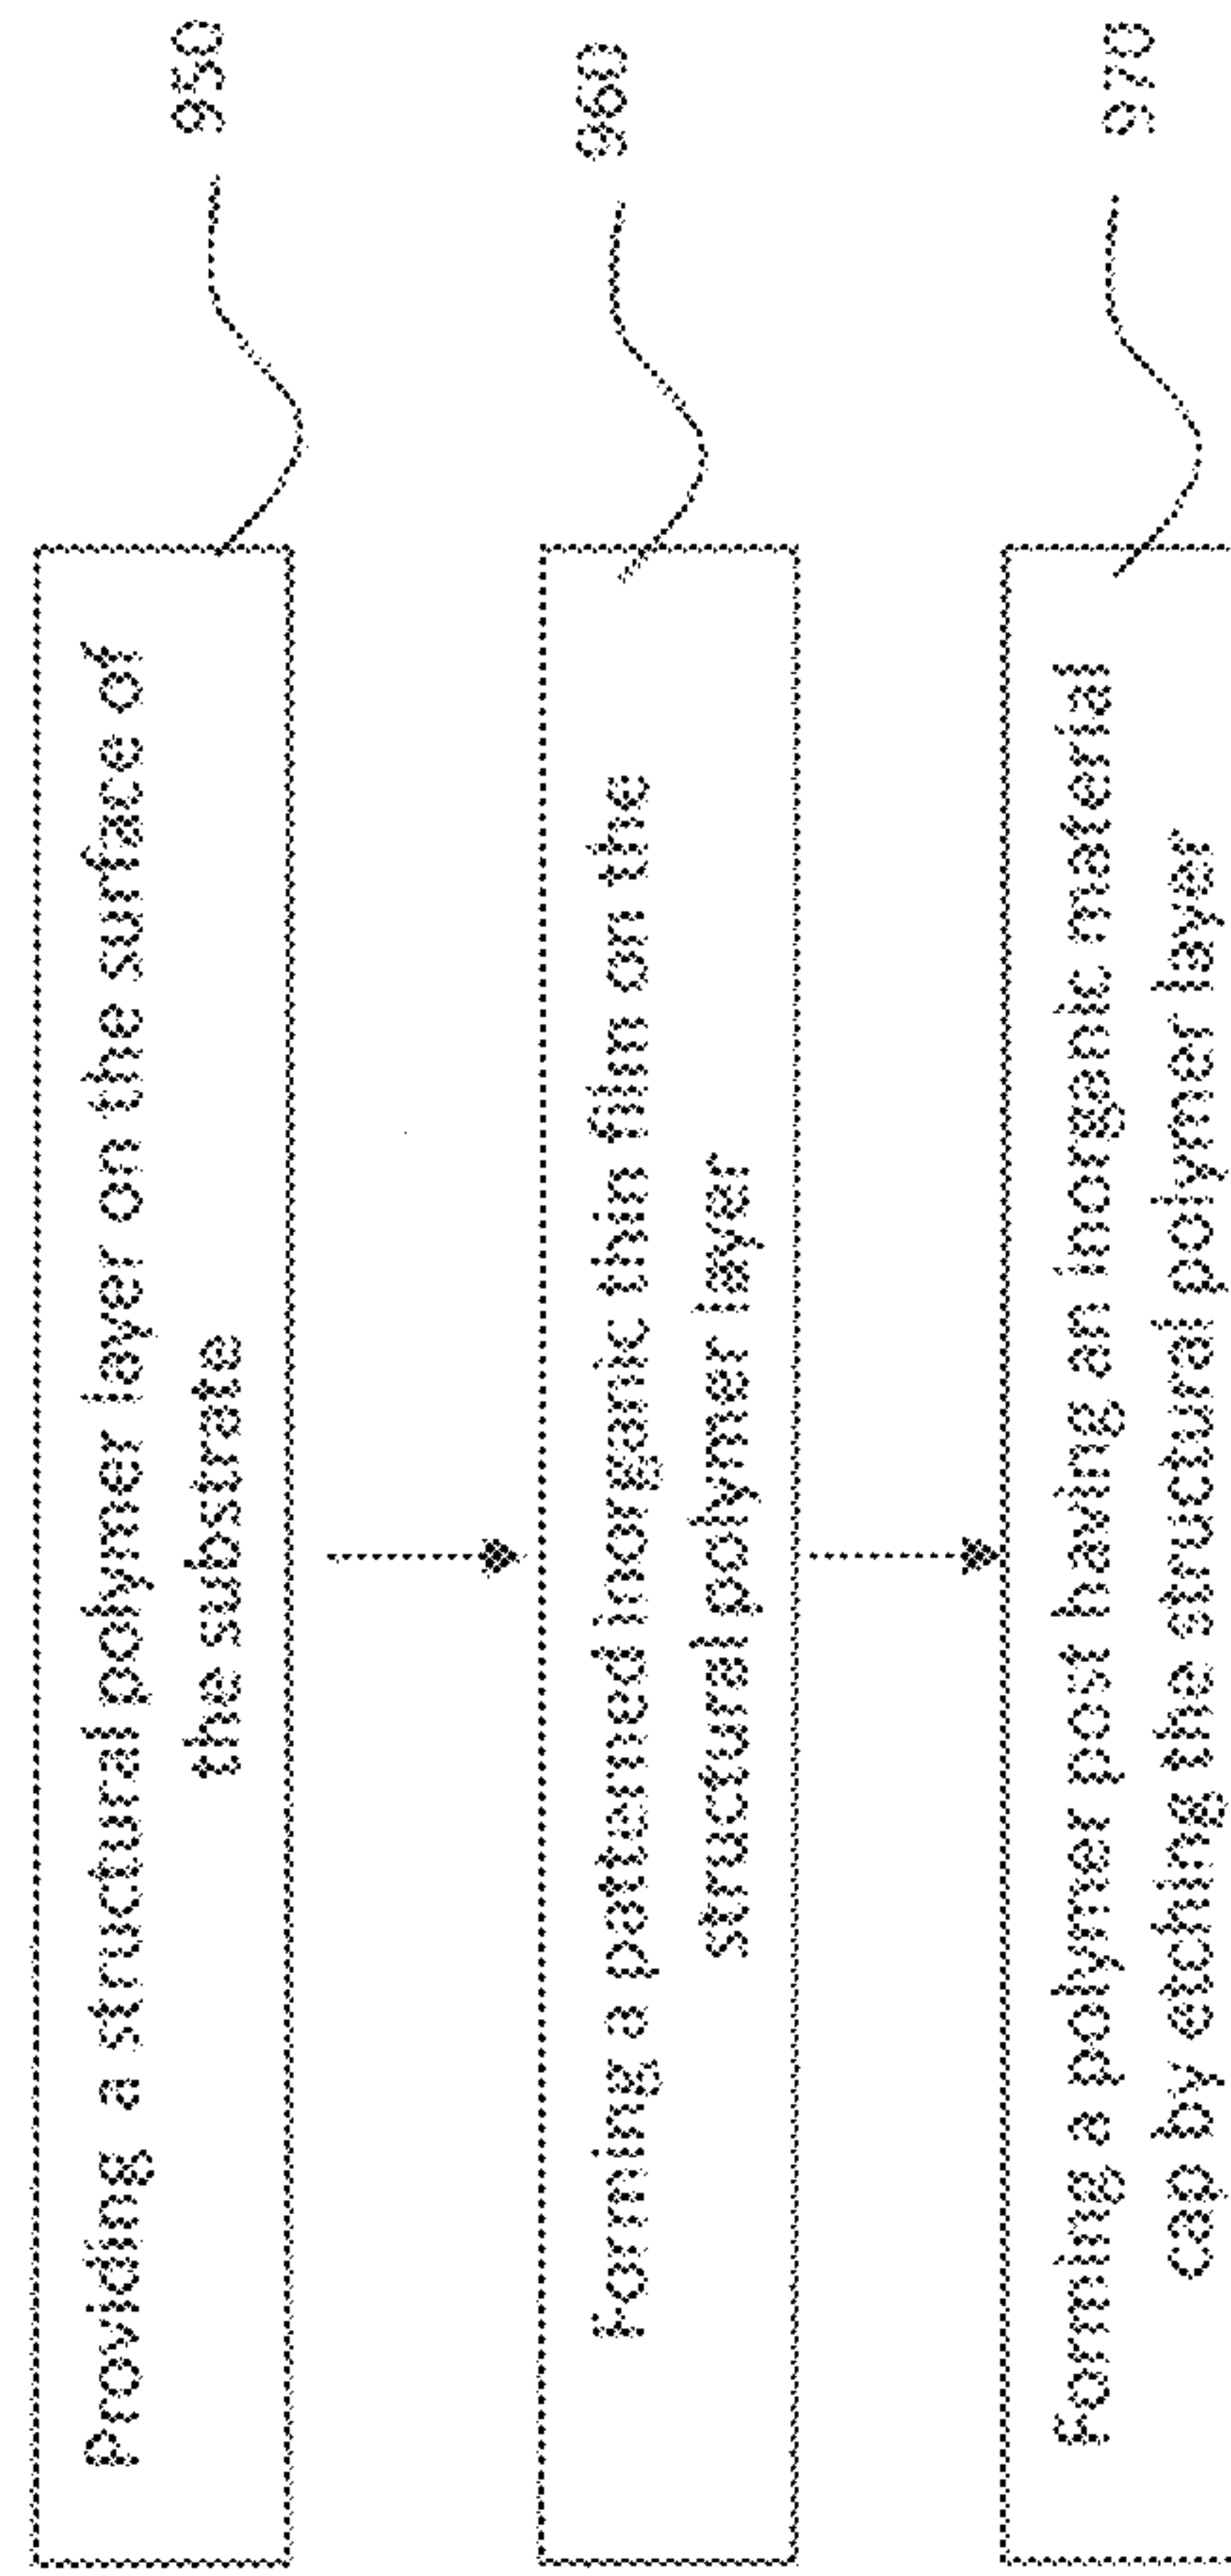 Providing a structural polymer layer on the surface of
the substrate
950
Forming a patterned inorganic thin film on the
structural polymer layer
960
Forming a polymer post having an inorganic material
cap by etching the structural polymer layer
970